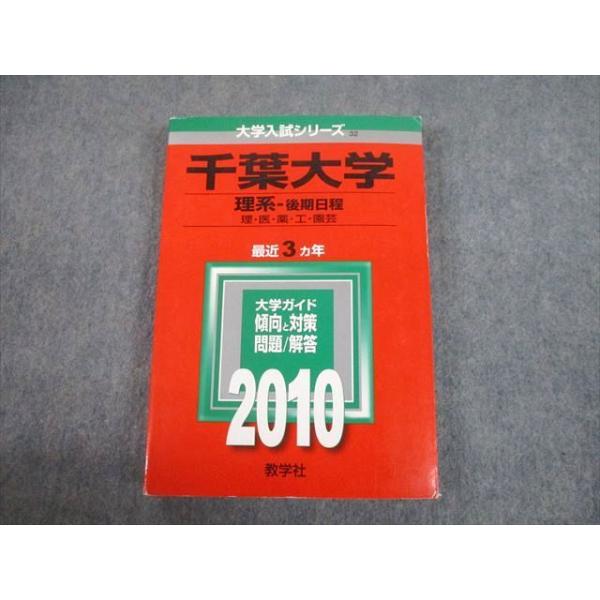 大学入試シリーズ 32
千葉大学
理系-後期日程
理・医・薬・工・園芸
最近3ヵ年
大学ガイド
傾向と対策
問題/解答
2010
教学社